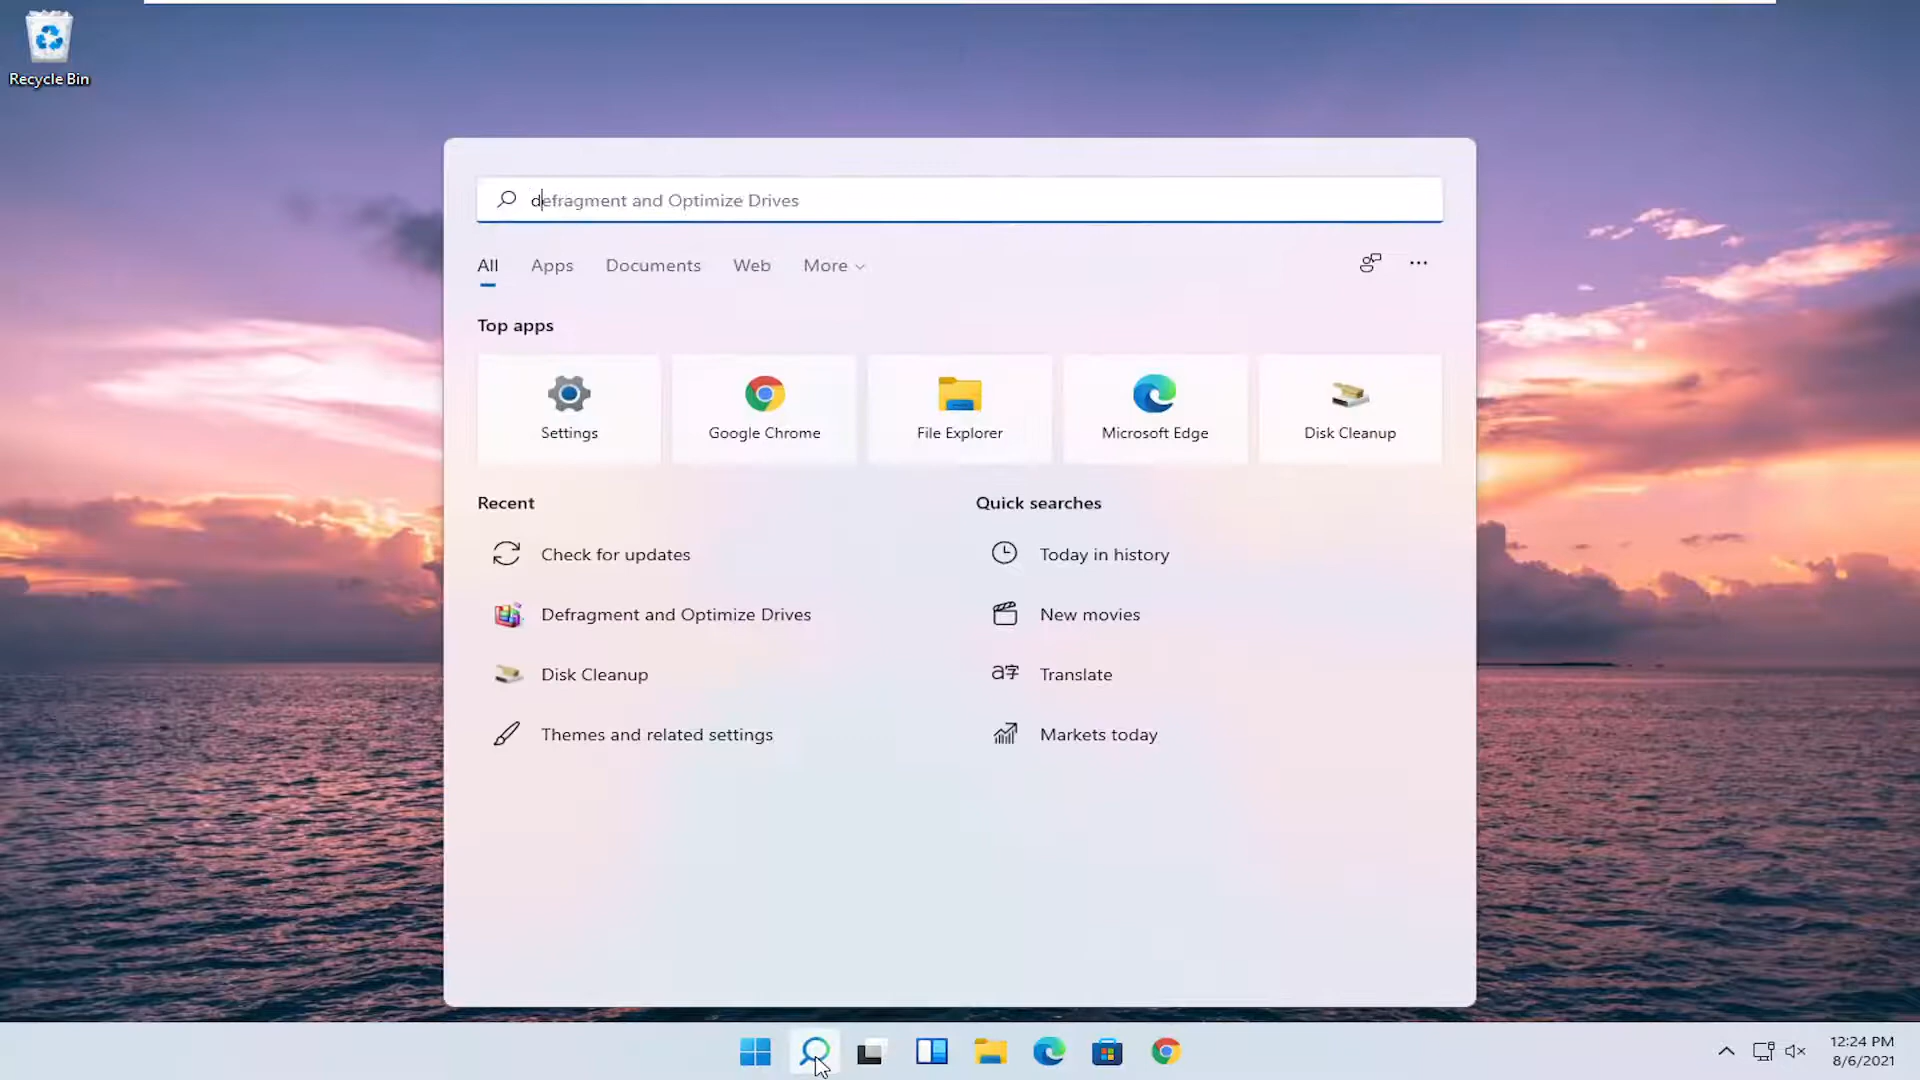 Recycle Bin
defragment and Optimize Drives
All
Apps
Documents
Web
More
Top apps
Settings
Google Chrome
File Explorer
Microsoft Edge
Disk Cleanup
Recent
Quick searches
Check for updates
Today in history
Defragment and Optimize Drives
New movies
Disk Cleanup
a字 Translate
Themes and related settings
Markets today
12:24 PM
8/6/2021